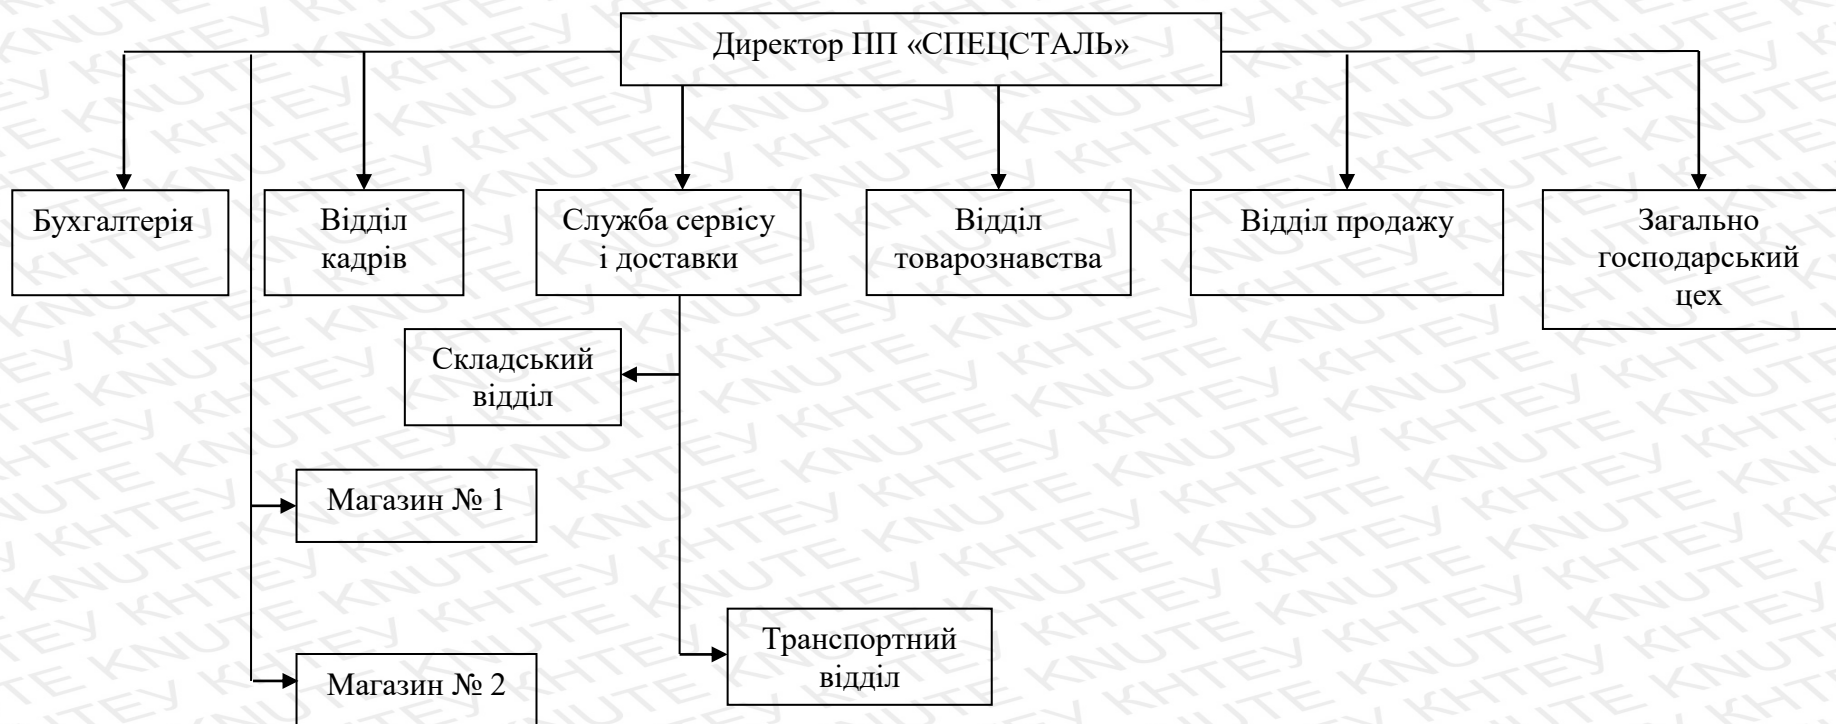 Директор ПП «СПЕЦСТАЛЬ»
Бухгалтерія
Відділ
кадрів
Служба сервісу
і доставки
Відділ
товарознавства
Відділ продажу
Загально
господарський
цех
Складський
відділ
Магазин № 1
Транспортний
відділ
Магазин № 2